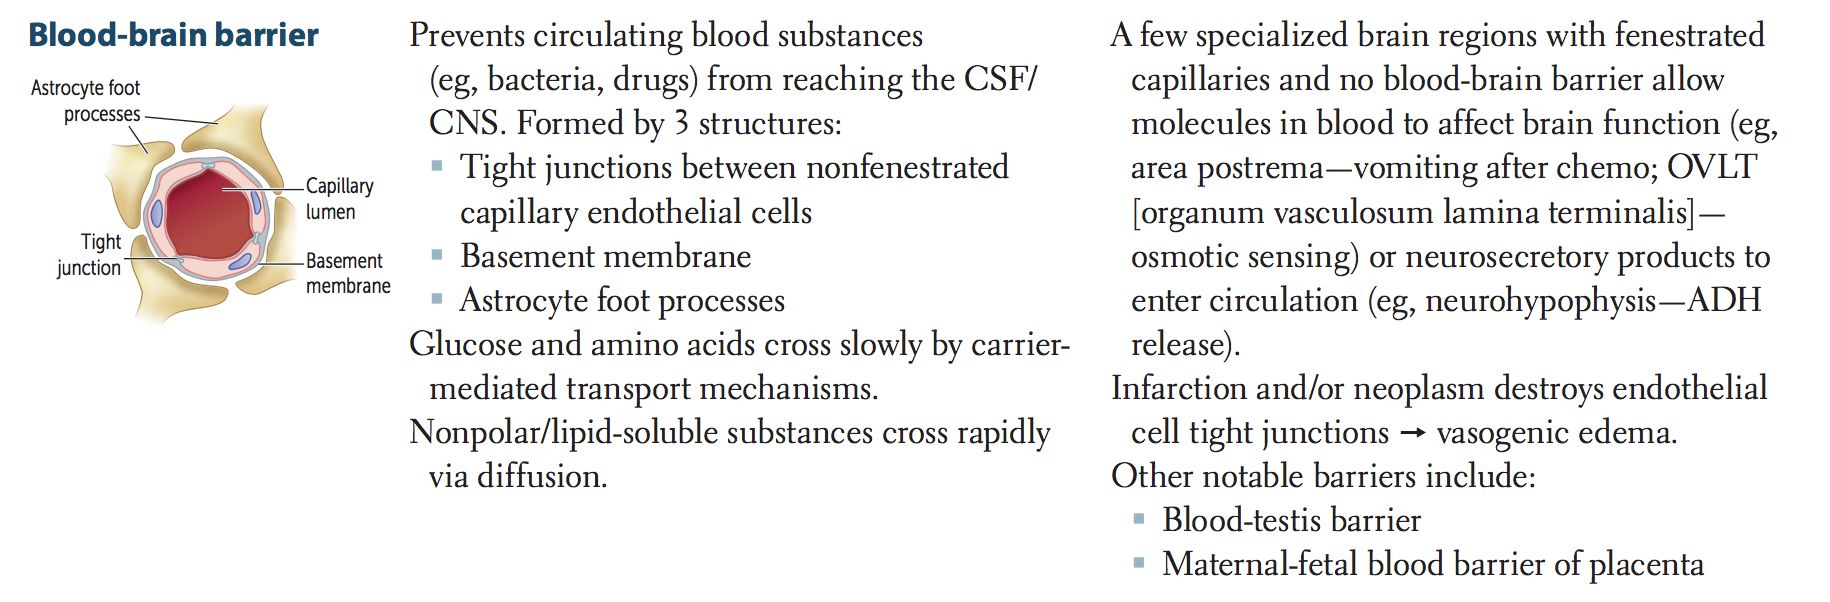 Blood-brain barrier
Astrocyte foot
processes
Capillary
lumen
Tight
junction
Basement
membrane
Prevents circulating blood substances
(eg, bacteria, drugs) from reaching the CSF/
CNS. Formed by 3 structures:
▪ Tight junctions between nonfenestrated
capillary endothelial cells
▪ Basement membrane
▪ Astrocyte foot processes
Glucose and amino acids cross slowly by carrier-
mediated transport mechanisms.
Nonpolar/lipid-soluble substances cross rapidly
via diffusion.
A few specialized brain regions with fenestrated
capillaries and no blood-brain barrier allow
molecules in blood to affect brain function (eg,
area postrema—vomiting after chemo; OVLT
[organum vasculosum lamina terminalis]—
osmotic sensing) or neurosecretory products to
enter circulation (eg, neurohypophysis—ADH
release).
Infarction and/or neoplasm destroys endothelial
cell tight junctions → vasogenic edema.
Other notable barriers include:
▪ Blood-testis barrier
▪ Maternal-fetal blood barrier of placenta